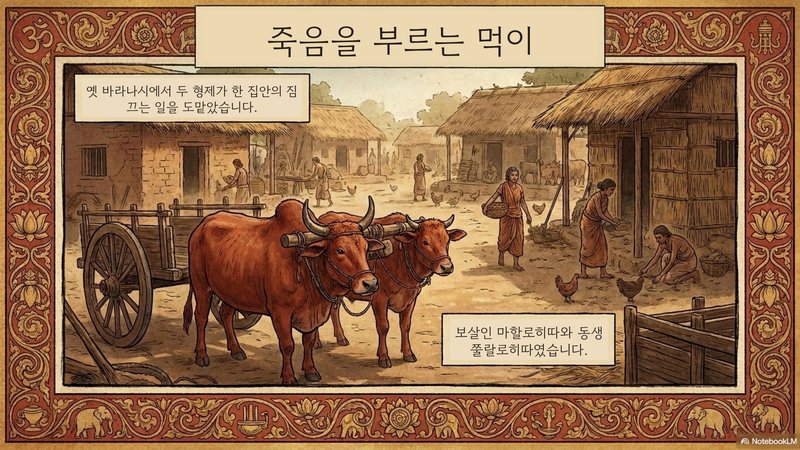 죽음을 부르는 먹이
옛 바라나시에서 두 형제가 한 집안의 짐
끄는 일을 도맡았습니다.
보살인 마할로히따와 동생
쭐랄로히따였습니다.
NotebookLM